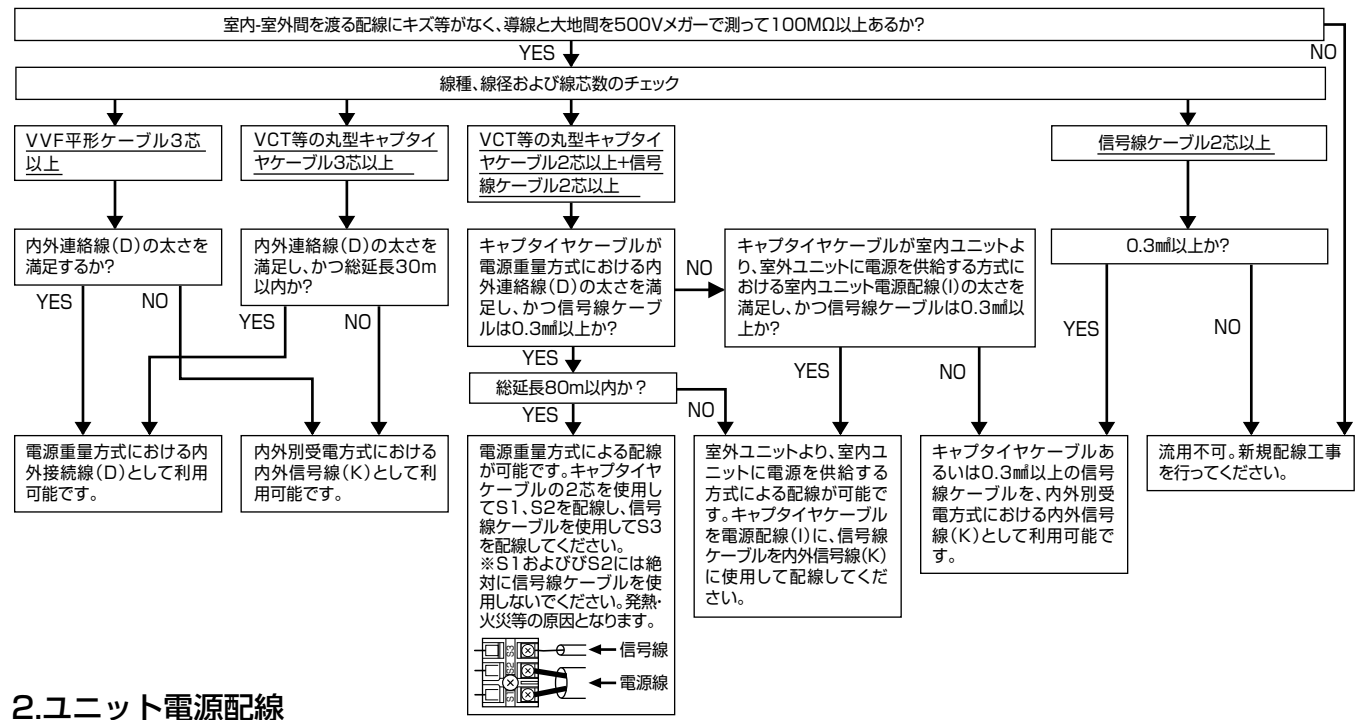 室内-室外間を渡る配線にキズ等がなく、導線と大地間を500Vメガーで測って100MΩ以上あるか?
YES
NO
線種、線径および線芯数のチェック
VVF平形ケーブル3芯
以上
VCT等の丸型キャプタイ
ヤケーブル3芯以上
VCT等の丸型キャプタイ
ヤケーブル2芯以上+信号
線ケーブル2芯以上
信号線ケーブル2芯以上
内外連絡線(D)の太さを
満足するか?
内外連絡線(D)の太さを
満足し、かつ総延長30m
以内か?
キャプタイヤケーブルが
電源重量方式における内
外連絡線(D)の太さを満
足し、かつ信号線ケーブ
ルは0.3㎟以上か?
NO
キャプタイヤケーブルが室内ユニットよ
り、室外ユニットに電源を供給する方式に
おける室内ユニット電源配線(I)の太さを
満足し、かつ信号線ケーブルは0.3㎟以
上か?
0.3㎟以上か?
YES
NO
YES
NO
YES
YES
NO
YES
NO
総延長80m以内か?
YES
NO
電源重量方式における内
外接続線(D)として利用
可能です。
内外別受電方式における
内外信号線(K)として利
用可能です。
電源重量方式による配線
が可能です。キャプタイヤ
ケーブルの2芯を使用し
てS1、S2を配線し、信号
線ケーブルを使用してS3
を配線してください。
※S1およびびS2には絶
対に信号線ケーブルを使
用しないでください。発熱・
火災等の原因となります。
S3
S2
S1
信号線
電源線
室外ユニットより、室内ユ
ニットに電源を供給する
方式による配線が可能で
す。キャプタイヤケーブル
を電源配線(I)に、信号線
ケーブルを内外信号線(K)
に使用して配線してくだ
さい。
キャプタイヤケーブルあ
るいは0.3㎟以上の信号
線ケーブルを、内外別受
電方式における内外信号
線(K)として利用可能で
す。
流用不可。新規配線工事
を行ってください。
2.ユニット電源配線